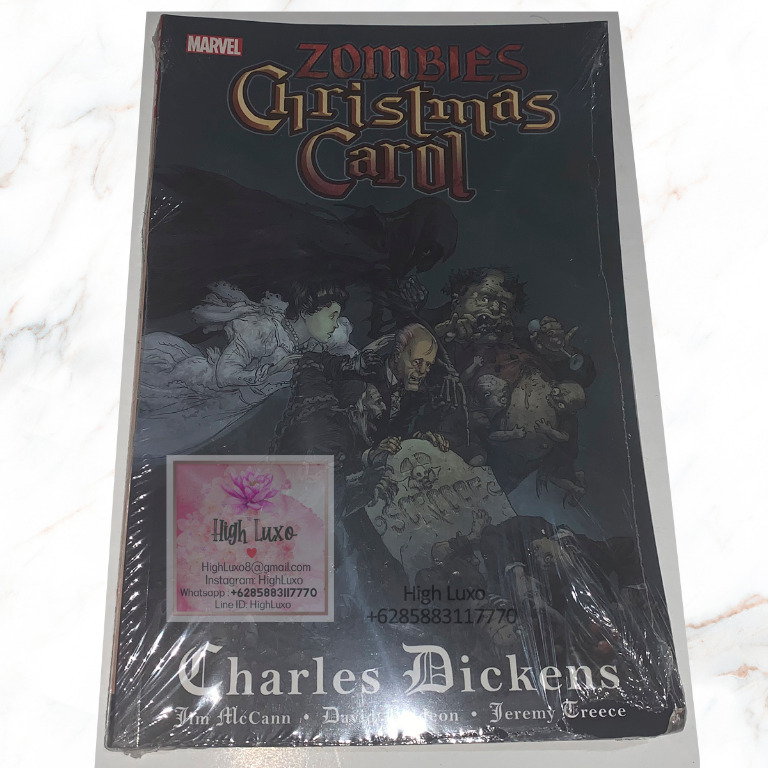 MARVEL
ZOMBIES
Christmas
Carol
High Luxo
HighLuxo8@gmail.com
Instagram: HighLuxo
Whatsapp: +6285883117770
Line ID: HighLuxo
High Luxo
+6285883117770
Charles Dickens
Jim McCann • David • Jeremy Treece